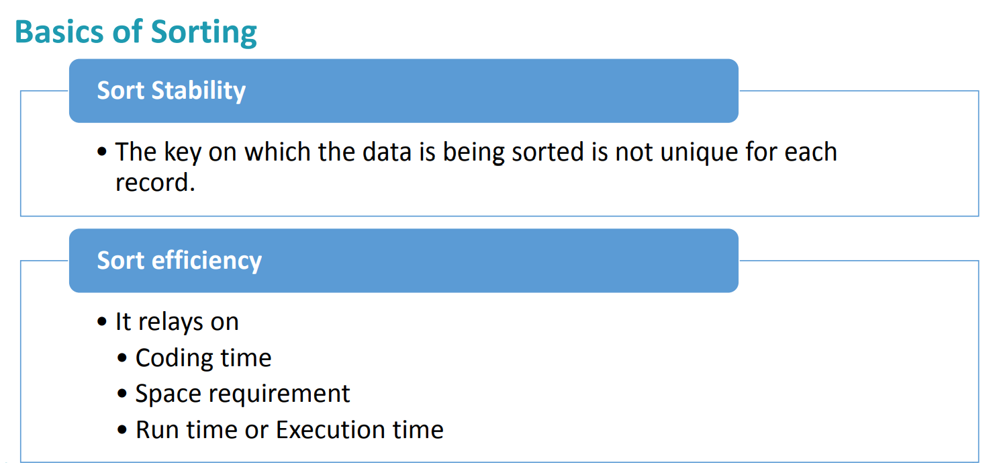 Basics of Sorting
Sort Stability
• The key on which the data is being sorted is not unique for each
record.
Sort efficiency
• It relays on
• Coding time
• Space requirement
• Run time or Execution time